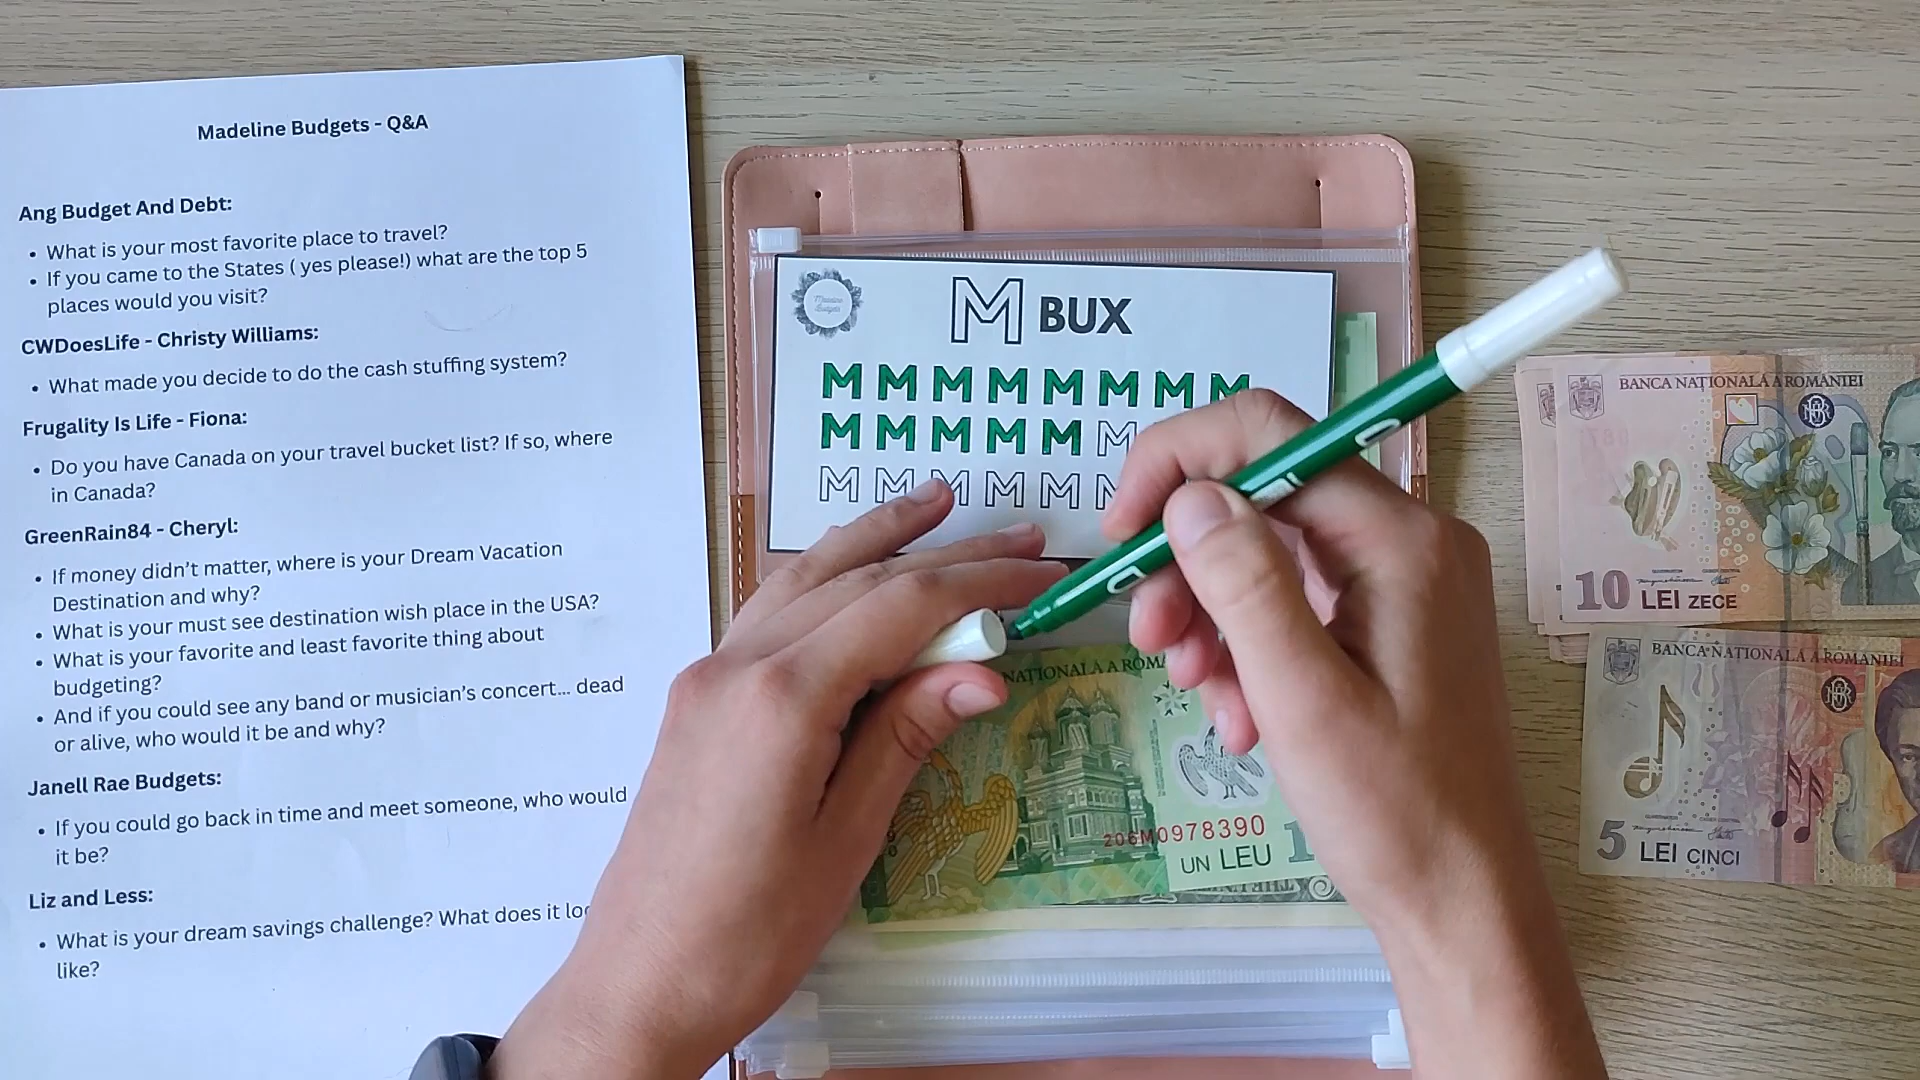 Madeline Budgets - Q&A
Ang Budget And Debt:
• What is your most favorite place to travel?
• If you came to the States ( yes please!) what are the top 5
places would you visit?
CWDoesLife - Christy Williams:
• What made you decide to do the cash stuffing system?
Frugality Is Life - Fiona:
• Do you have Canada on your travel bucket list? If so, where
in Canada?
GreenRain84 - Cheryl:
• If money didn't matter, where is your Dream Vacation
Destination and why?
• What is your must see destination wish place in the USA?
• What is your favorite and least favorite thing about
budgeting?
• And if you could see any band or musician's concert... dead
or alive, who would it be and why?
Janell Rae Budgets:
• If you could go back in time and meet someone, who would
it be?
Liz and Less:
• What is your dream savings challenge? What does it
like?
Madeline
Budgets
M BUX
M M M M M M M M
M M M M M M
M M M M M
NAȚIONALĂ A ROM
206M0978390
UN LEU 1
BANCA NAȚIONALĂ A ROMÂNIEI
10 LEI ZECE
BANCA NAȚIONALĂ A ROMÂNIEI
5 LEI CINCI